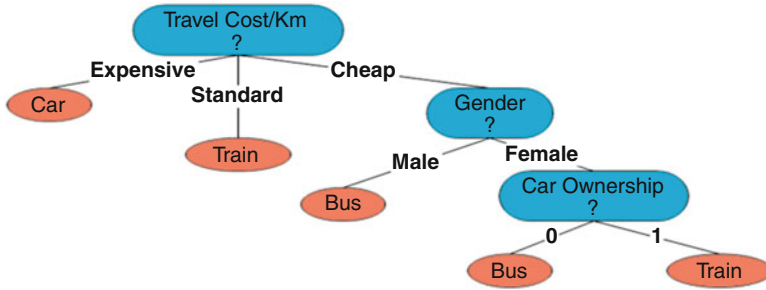 Travel Cost/Km
?
Expensive
Cheap
Standard
Car
Gender
?
Train
Male
Female
Bus
Car Ownership
?
0
1
Bus
Train